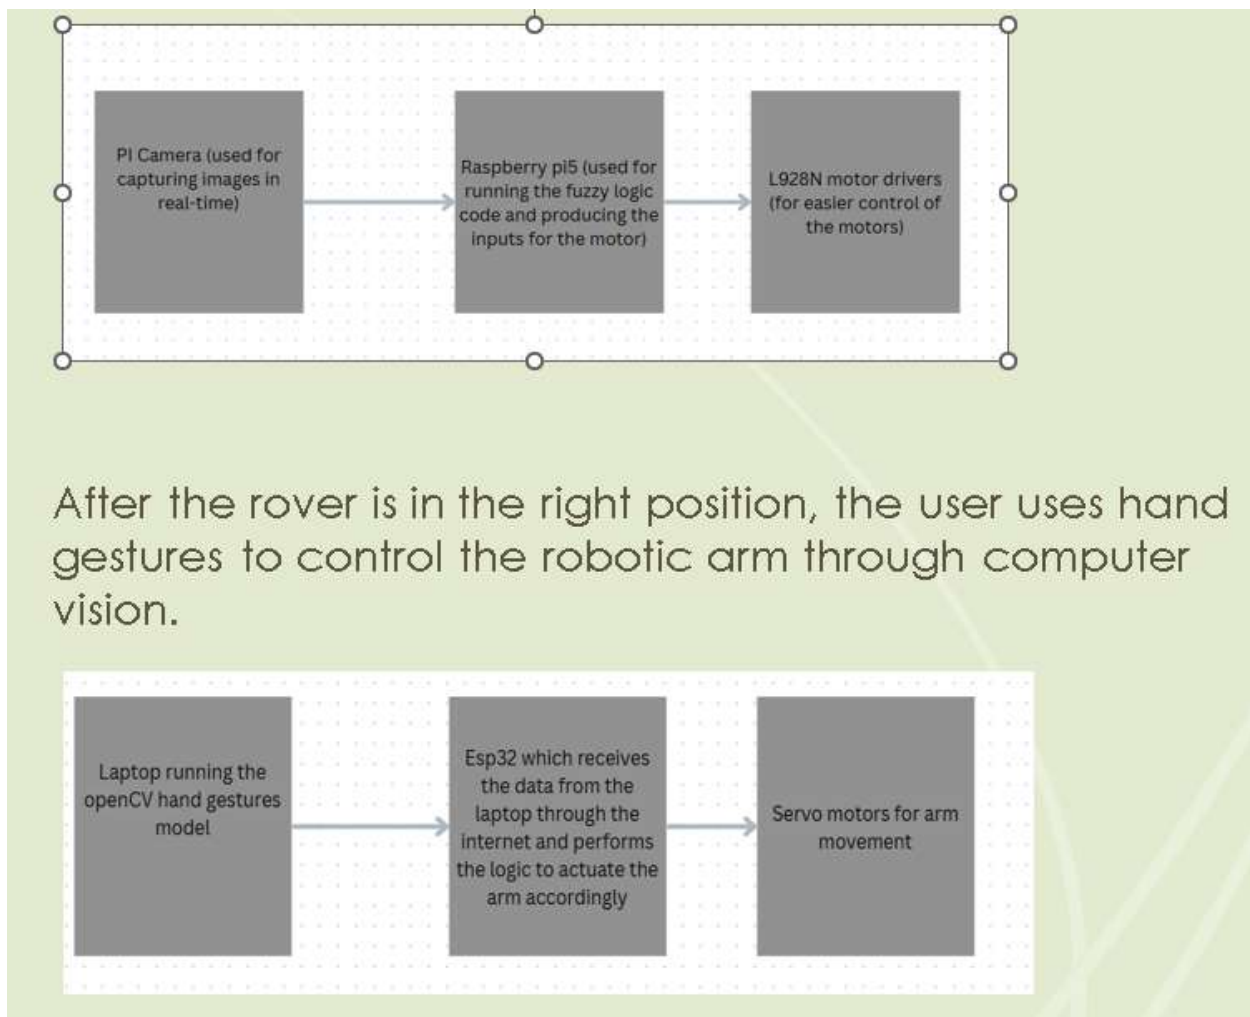 PI Camera (used for
capturing images in
real-time)
Raspberry pi5 (used for
running the fuzzy logic
code and producing the
inputs for the motor)
L928N motor drivers
(for easier control of
the motors)
After the rover is in the right position, the user uses hand
gestures to control the robotic arm through computer
vision.
Laptop running the
openCV hand gestures
model
Esp32 which receives
the data from the
laptop through the
internet and performs
the logic to actuate the
arm accordingly
Servo motors for arm
movement